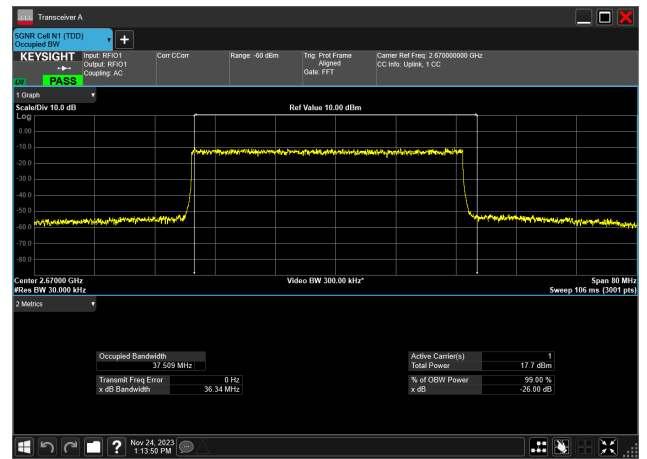 Transceiver A
5GNR Cell N1 (TDD)
Occupied BW
KEYSIGHT
Input: RFIO1
Output: RFIO1
Coupling: AC
Corr CCorr
Range: -60 dBm
Trig: Prot Frame
Aligned
Gate: FFT
Carrier Ref Freq: 2.670000000 GHz
CC Info: Uplink, 1 CC
LW
PASS
1 Graph
Scale/Div 10.0 dB
Ref Value 10.00 dBm
Log
0.00
-10.0
-20.0
-30.0
-40.0
-50.0
-60.0
-70.0
-80.0
Center 2.67000 GHz
Video BW 300.00 kHz*
Span 80 MHz
#Res BW 30.000 kHz
Sweep 106 ms (3001 pts)
2 Metrics
Occupied Bandwidth
37.509 MHz
Active Carrier(s) 1
Total Power 17.7 dBm
Transmit Freq Error 0 Hz
x dB Bandwidth 36.34 MHz
% of OBW Power 99.00 %
x dB -26.00 dB
Nov 24, 2023
1:13:50 PM